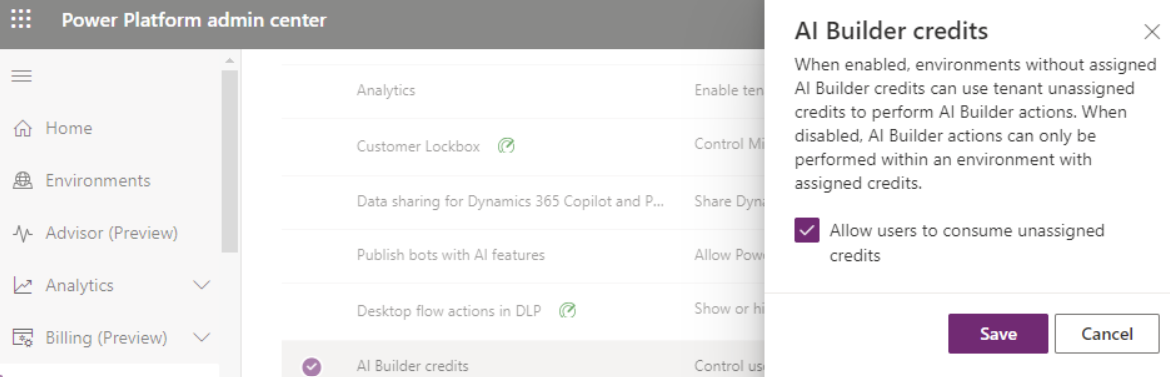 Power Platform admin center
Home
Environments
Advisor (Preview)
Analytics
Billing (Preview)
Analytics
Enable ten
Customer Lockbox
Control Mi
Data sharing for Dynamics 365 Copilot and P...
Share Dyna
Publish bots with AI features
Allow Pow
Desktop flow actions in DLP
Show or hi
AI Builder credits
Control use
AI Builder credits
When enabled, environments without assigned
AI Builder credits can use tenant unassigned
credits to perform AI Builder actions. When
disabled, AI Builder actions can only be
performed within an environment with
assigned credits.
Allow users to consume unassigned
credits
Save
Cancel